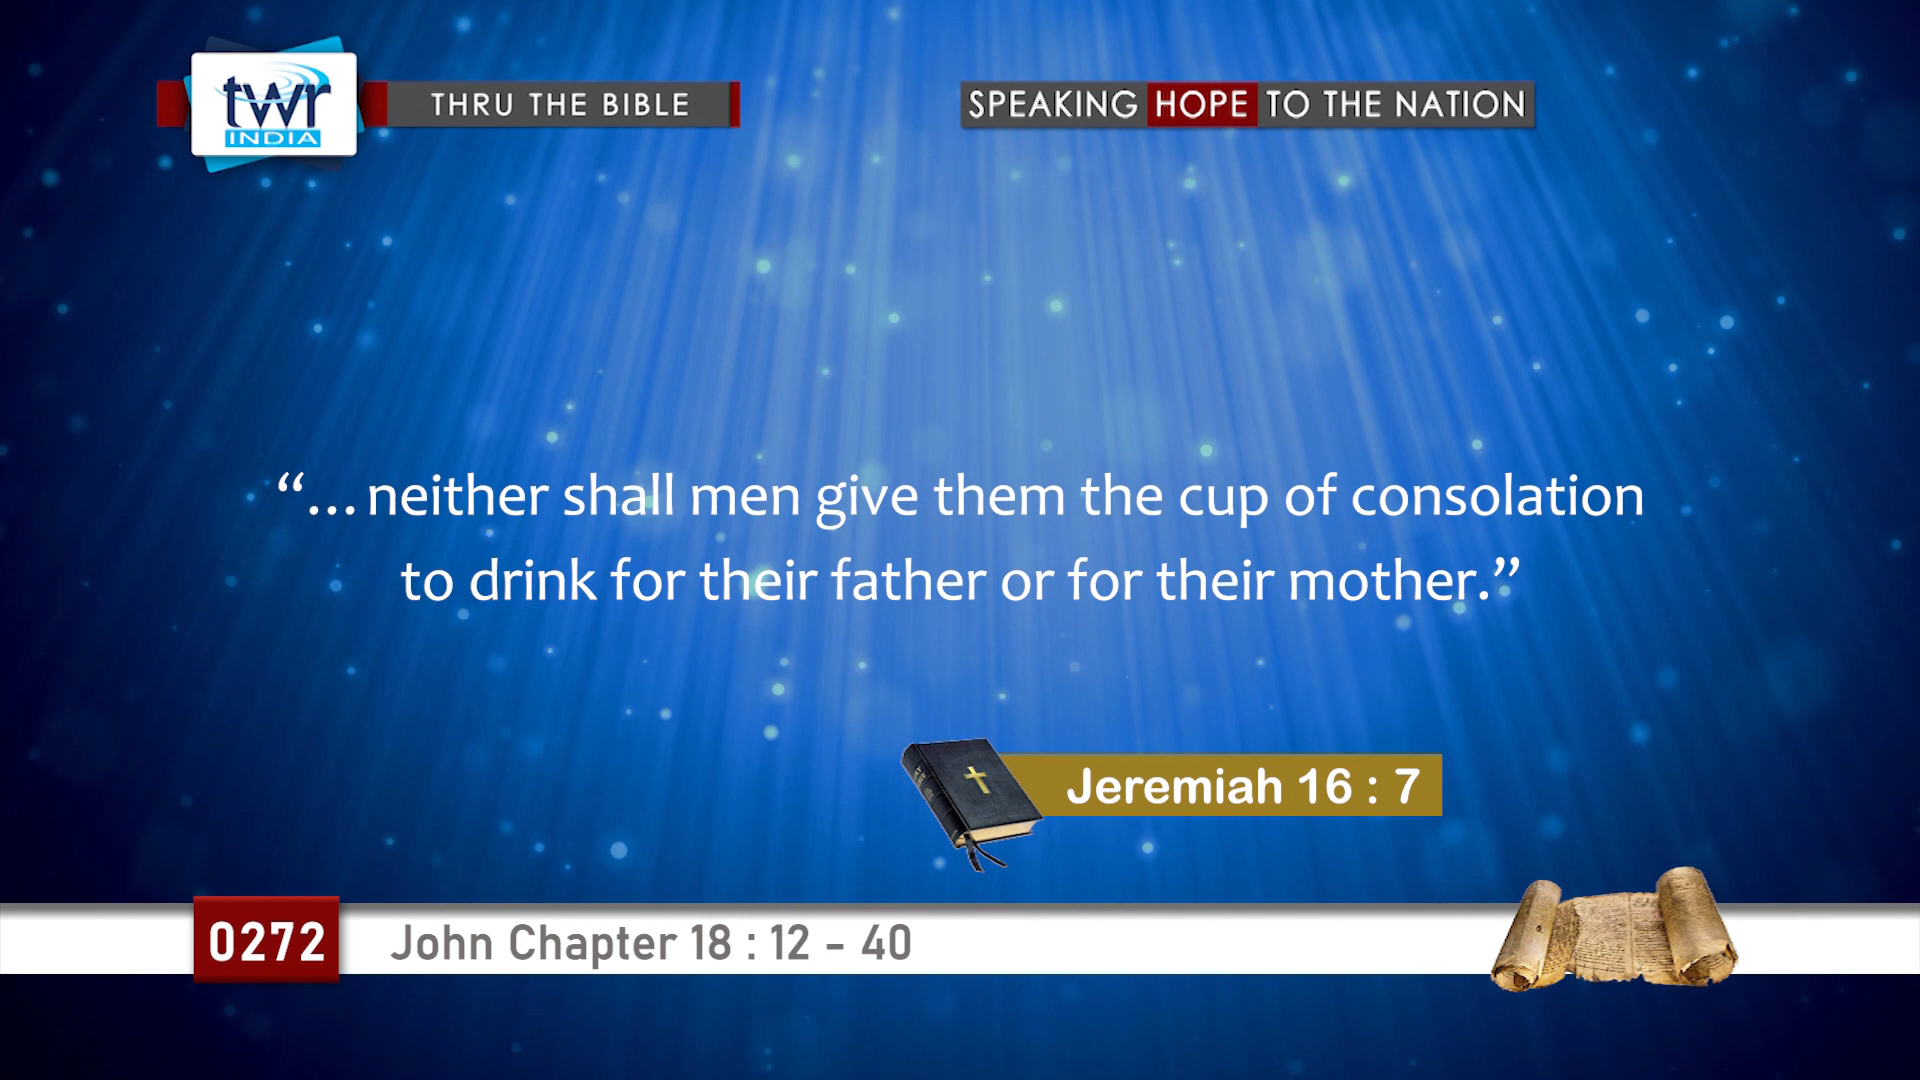 twr
INDIA
THRU THE BIBLE
SPEAKING HOPE TO THE NATION
“...neither shall men give them the cup of consolation
to drink for their father or for their mother.”
Jeremiah 16 : 7
0272
John Chapter 18 : 12 - 40